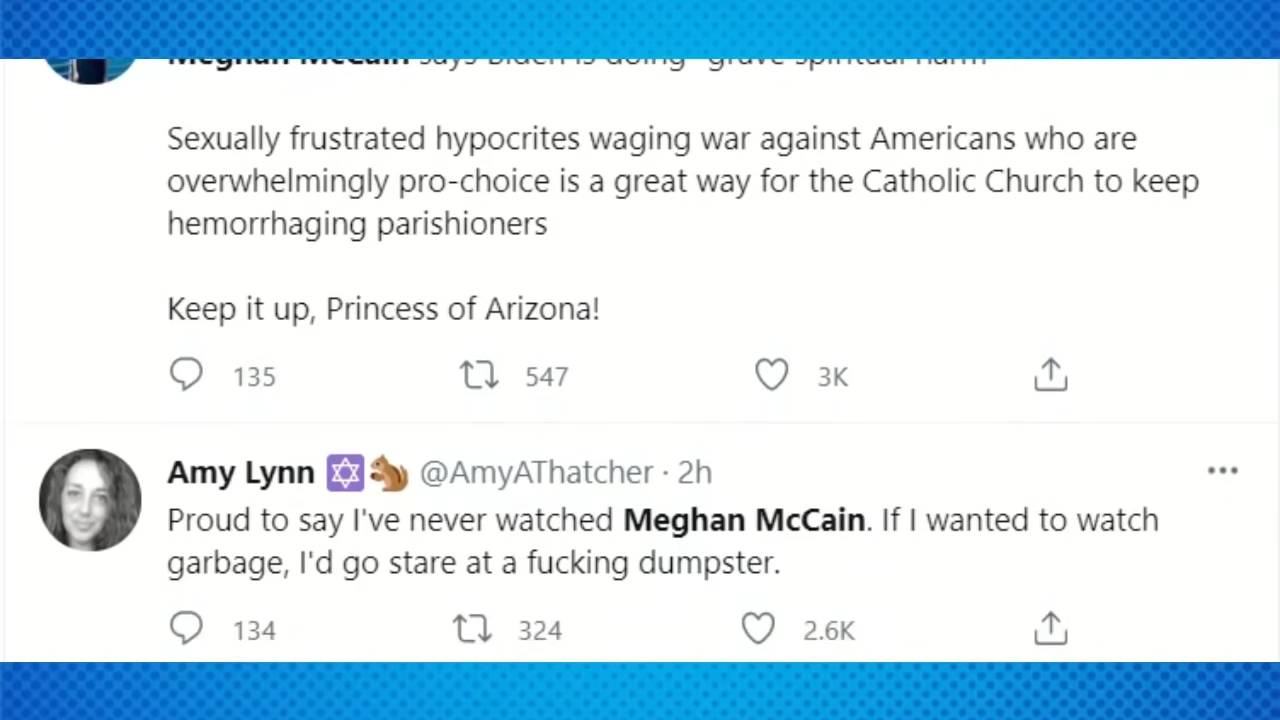 Meghan McCain says Biden is doing "grave spiritual harm"
Sexually frustrated hypocrites waging war against Americans who are
overwhelmingly pro-choice is a great way for the Catholic Church to keep
hemorrhaging parishioners
Keep it up, Princess of Arizona!
135 547 3K
Amy Lynn ✡️🐿️ @AmyAThatcher · 2h
Proud to say I've never watched Meghan McCain. If I wanted to watch
garbage, I'd go stare at a fucking dumpster.
134 324 2.6K